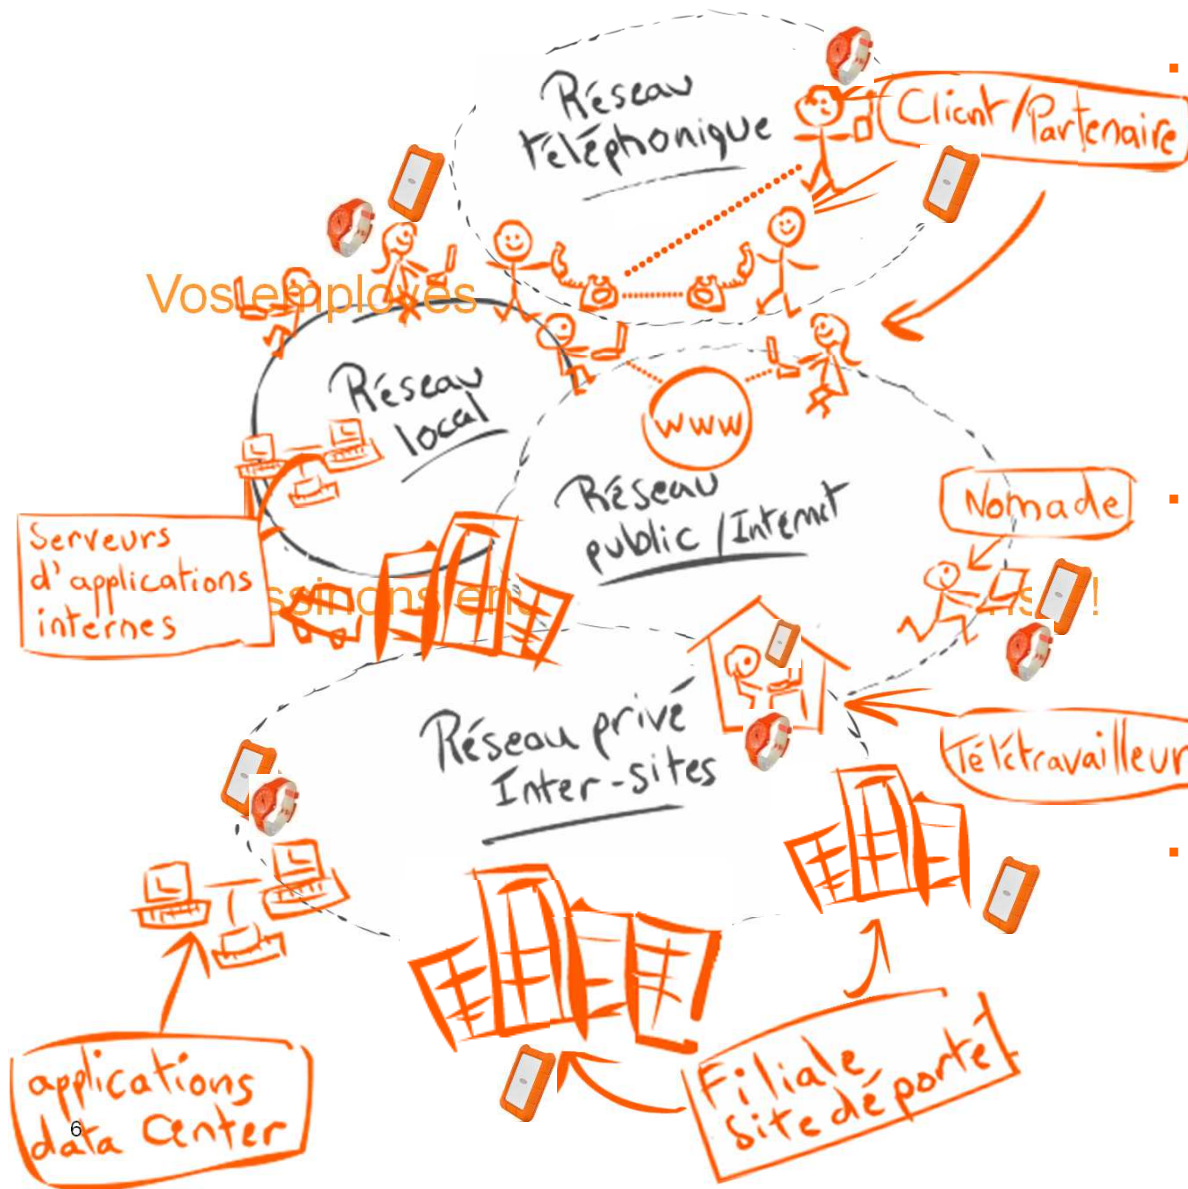 Réseau
téléphonique
Client/Partenaire
Vos employés
Réseau
local
www
Réseau
public/Internet
Nomade
Serveurs
d'applications
internes
!
Réseau privé
Inter-sites
Télétravailleur
applications
data Center
6
Filiale
site déporté